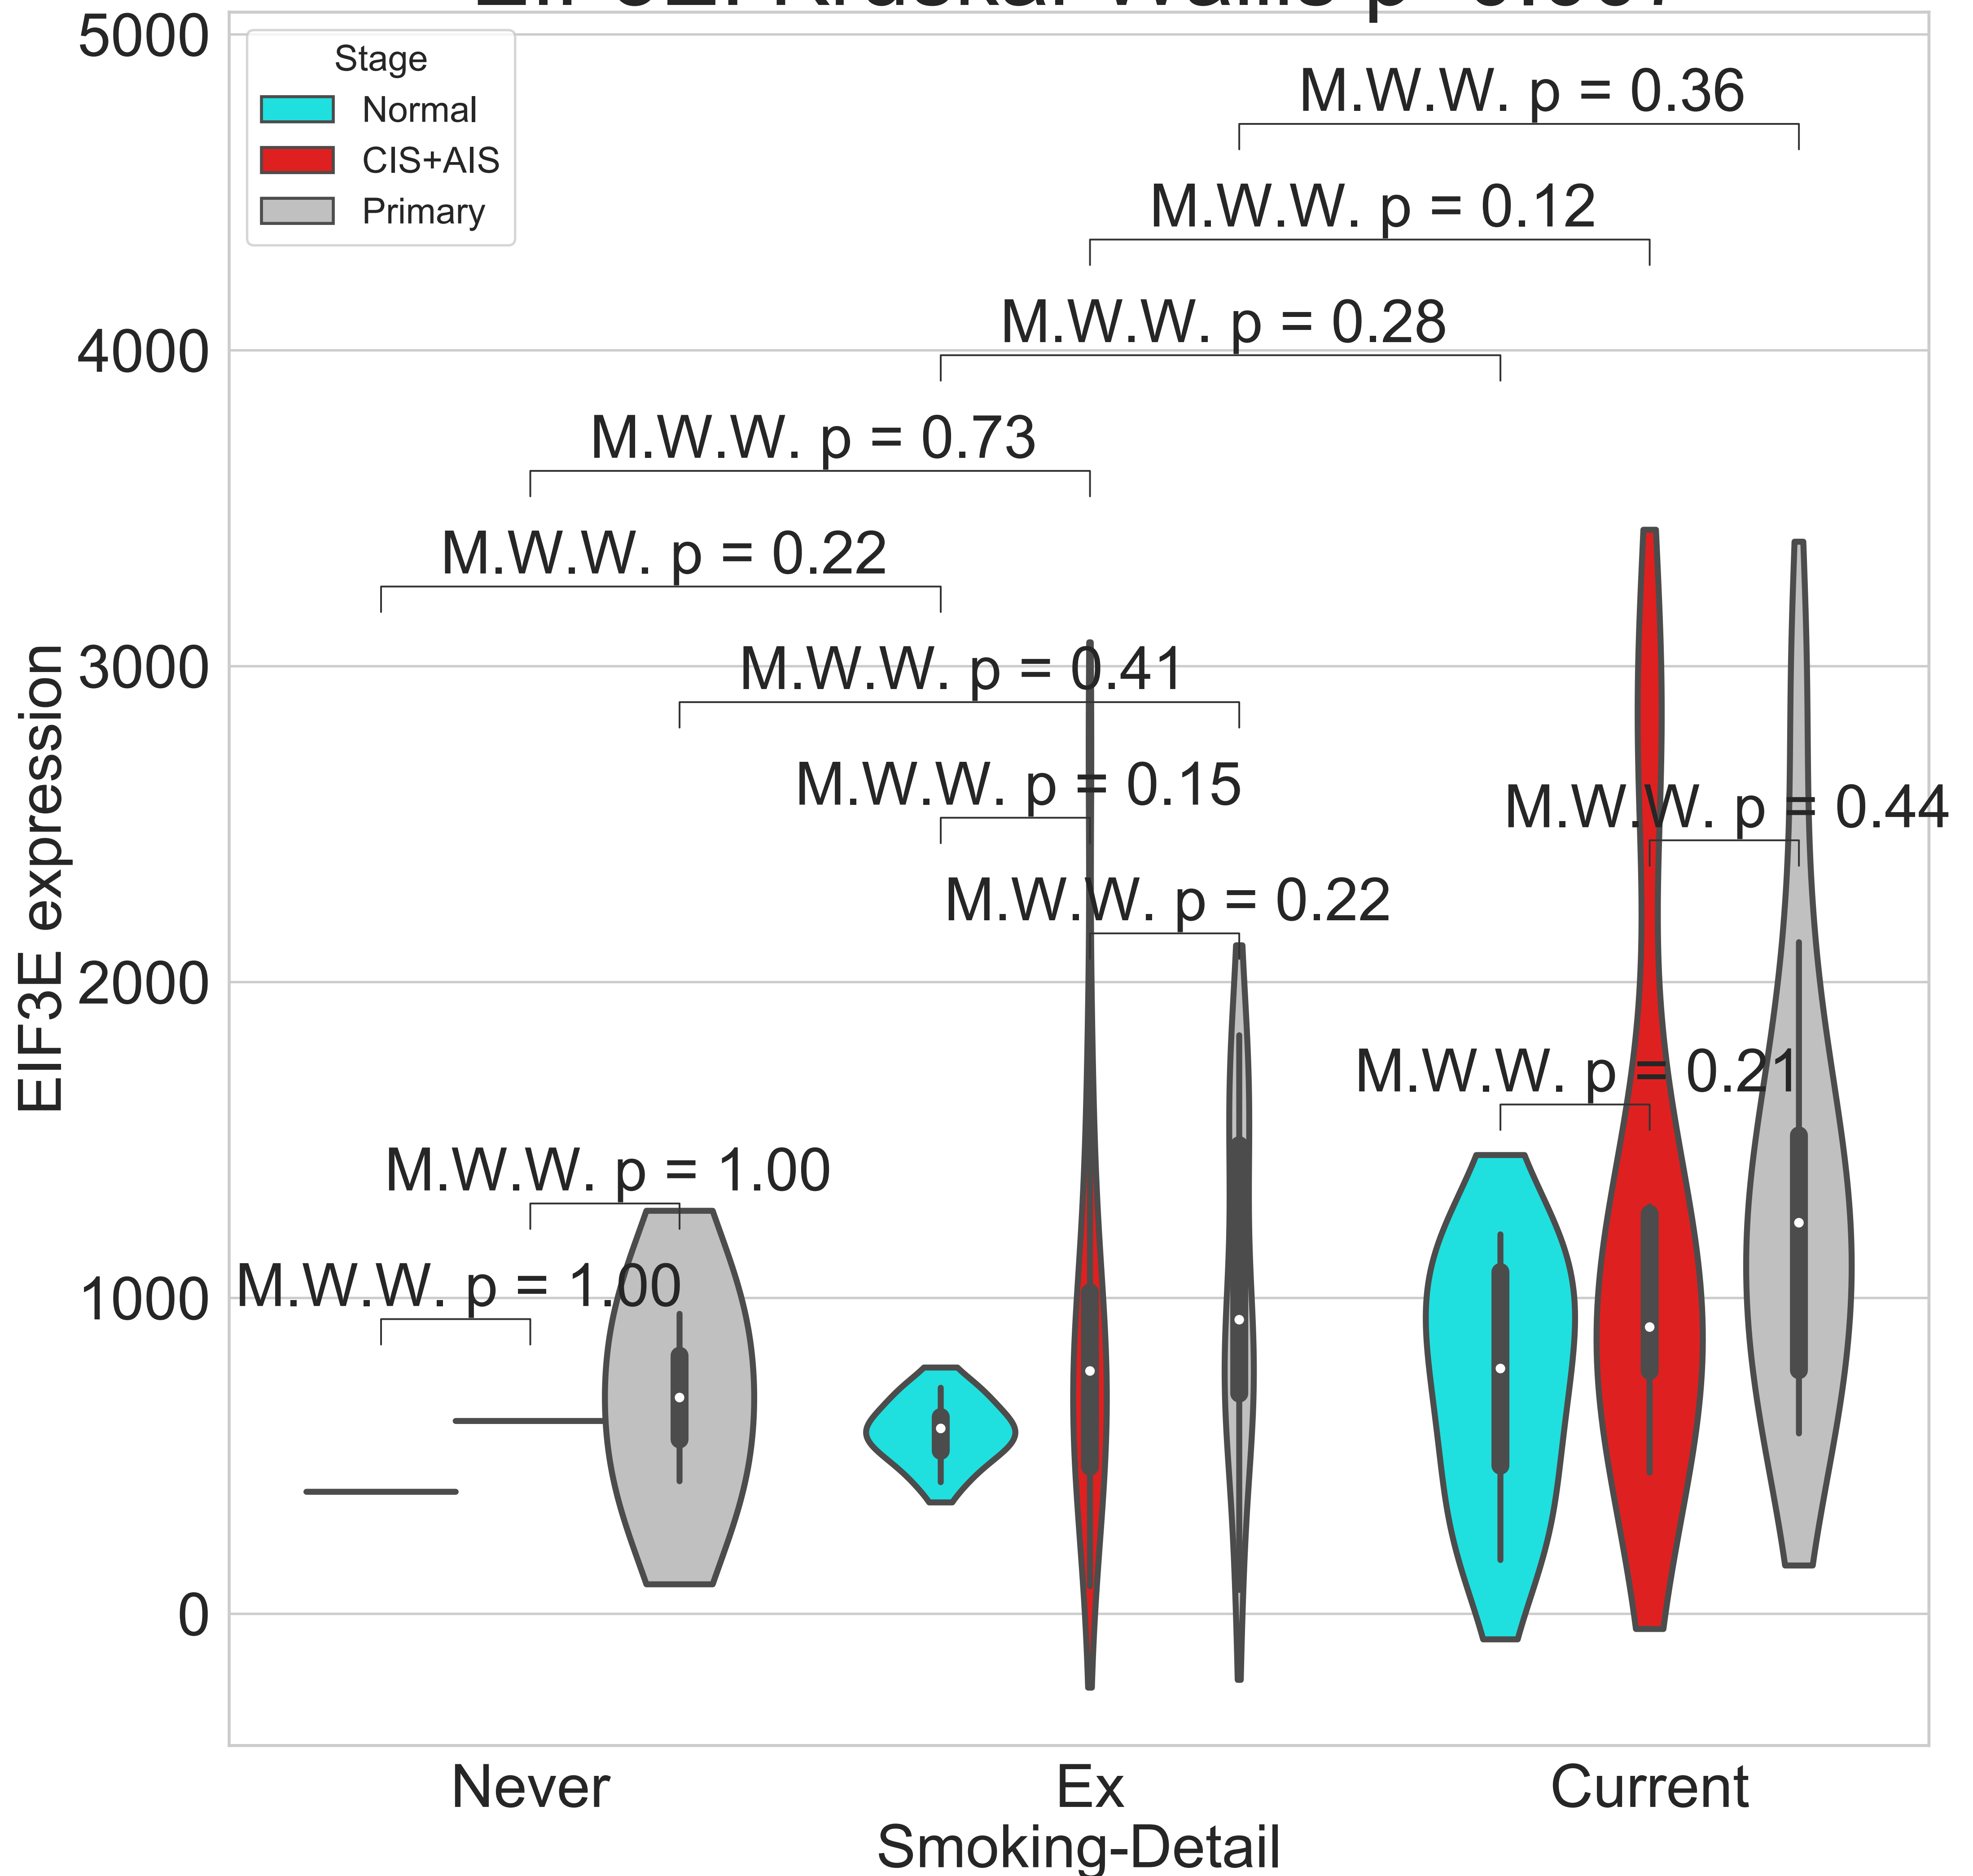 5000
4000
3000
2000
1000
0
EIF3E expression
Stage
Normal
CIS+AIS
Primary
M.W.W. p = 0.36
M.W.W. p = 0.12
M.W.W. p = 0.28
M.W.W. p = 0.73
M.W.W. p = 0.22
M.W.W. p = 0.41
M.W.W. p = 0.15
M.W.W. p = 0.44
M.W.W. p = 0.22
M.W.W. p = 0.21
M.W.W. p = 1.00
M.W.W. p = 1.00
Never
Ex
Current
Smoking-Detail